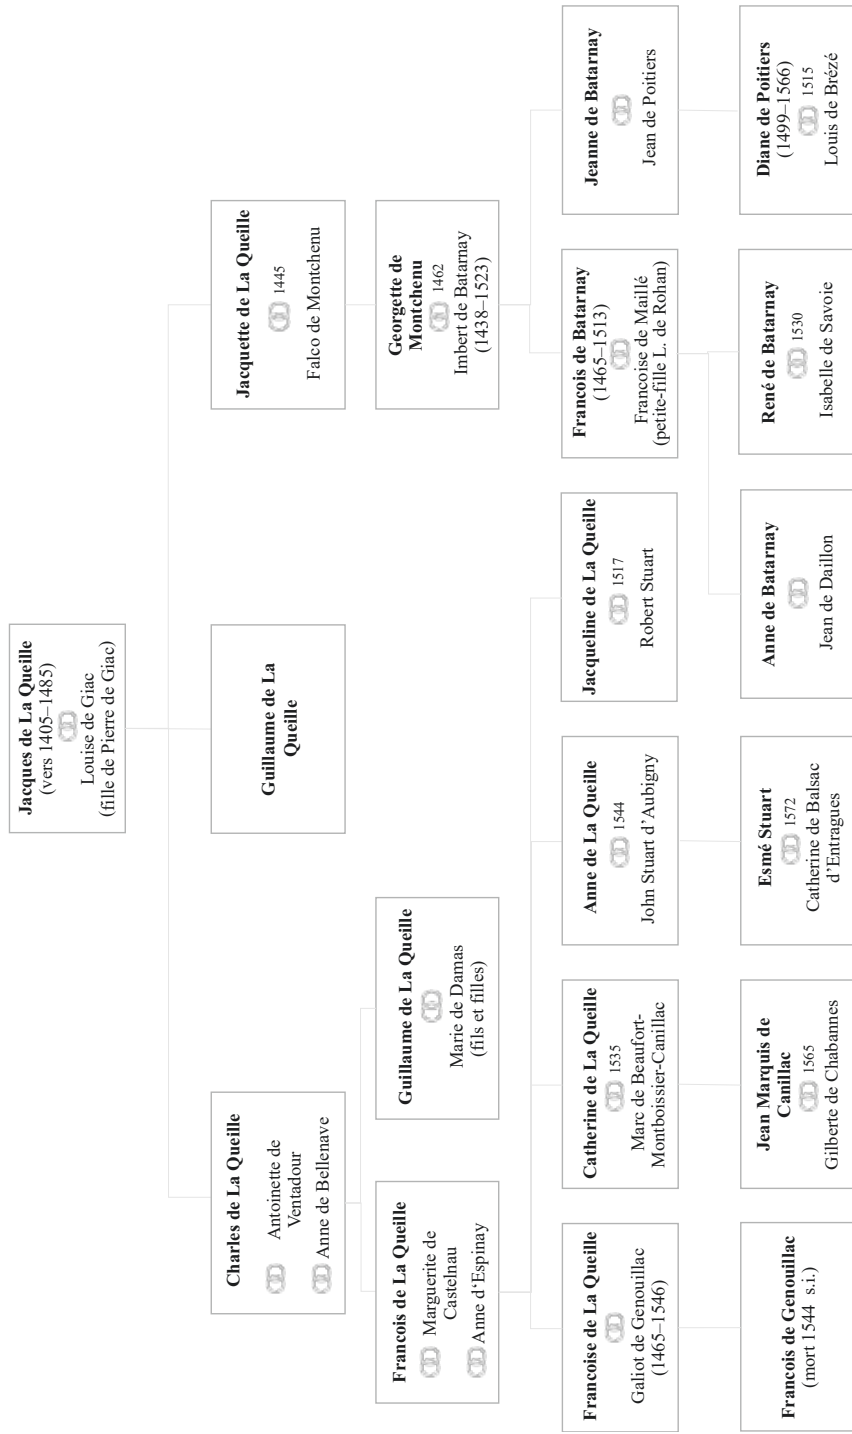 Jacques de La Queille
(vers 1405–1485)
Louise de Giac
(fille de Pierre de Giac)
Charles de La Queille
Antoinette de
Ventadour
Anne de Bellenave
Guillaume de La
Queille
Jacquette de La Queille
1445
Falco de Montchenu
Francois de La Queille
Marguerite de
Castelnau
Anne d‘Espinay
Guillaume de La Queille
Marie de Damas
(fils et filles)
Georgette de
Montchenu
1462
Imbert de Batarnay
(1438–1523)
Francoise de La Queille
Galiot de Genouillac
(1465–1546)
Catherine de La Queille
1535
Marc de Beaufort-
Montboissier-Canillac
Anne de La Queille
1544
John Stuart d’Aubigny
Jacqueline de La Queille
1517
Robert Stuart
Francois de Batarnay
(1465–1513)
Francoise de Maillé
(petite-fille L. de Rohan)
Jeanne de Batarnay
Jean de Poitiers
Francois de Genouillac
(mort 1544 s.i.)
Jean Marquis de
Canillac
1565
Gilberte de Chabannes
Esmé Stuart
1572
Catherine de Balsac
d’Entragues
Anne de Batarnay
Jean de Daillon
René de Batarnay
1530
Isabelle de Savoie
Diane de Poitiers
(1499–1566)
1515
Louis de Brézé